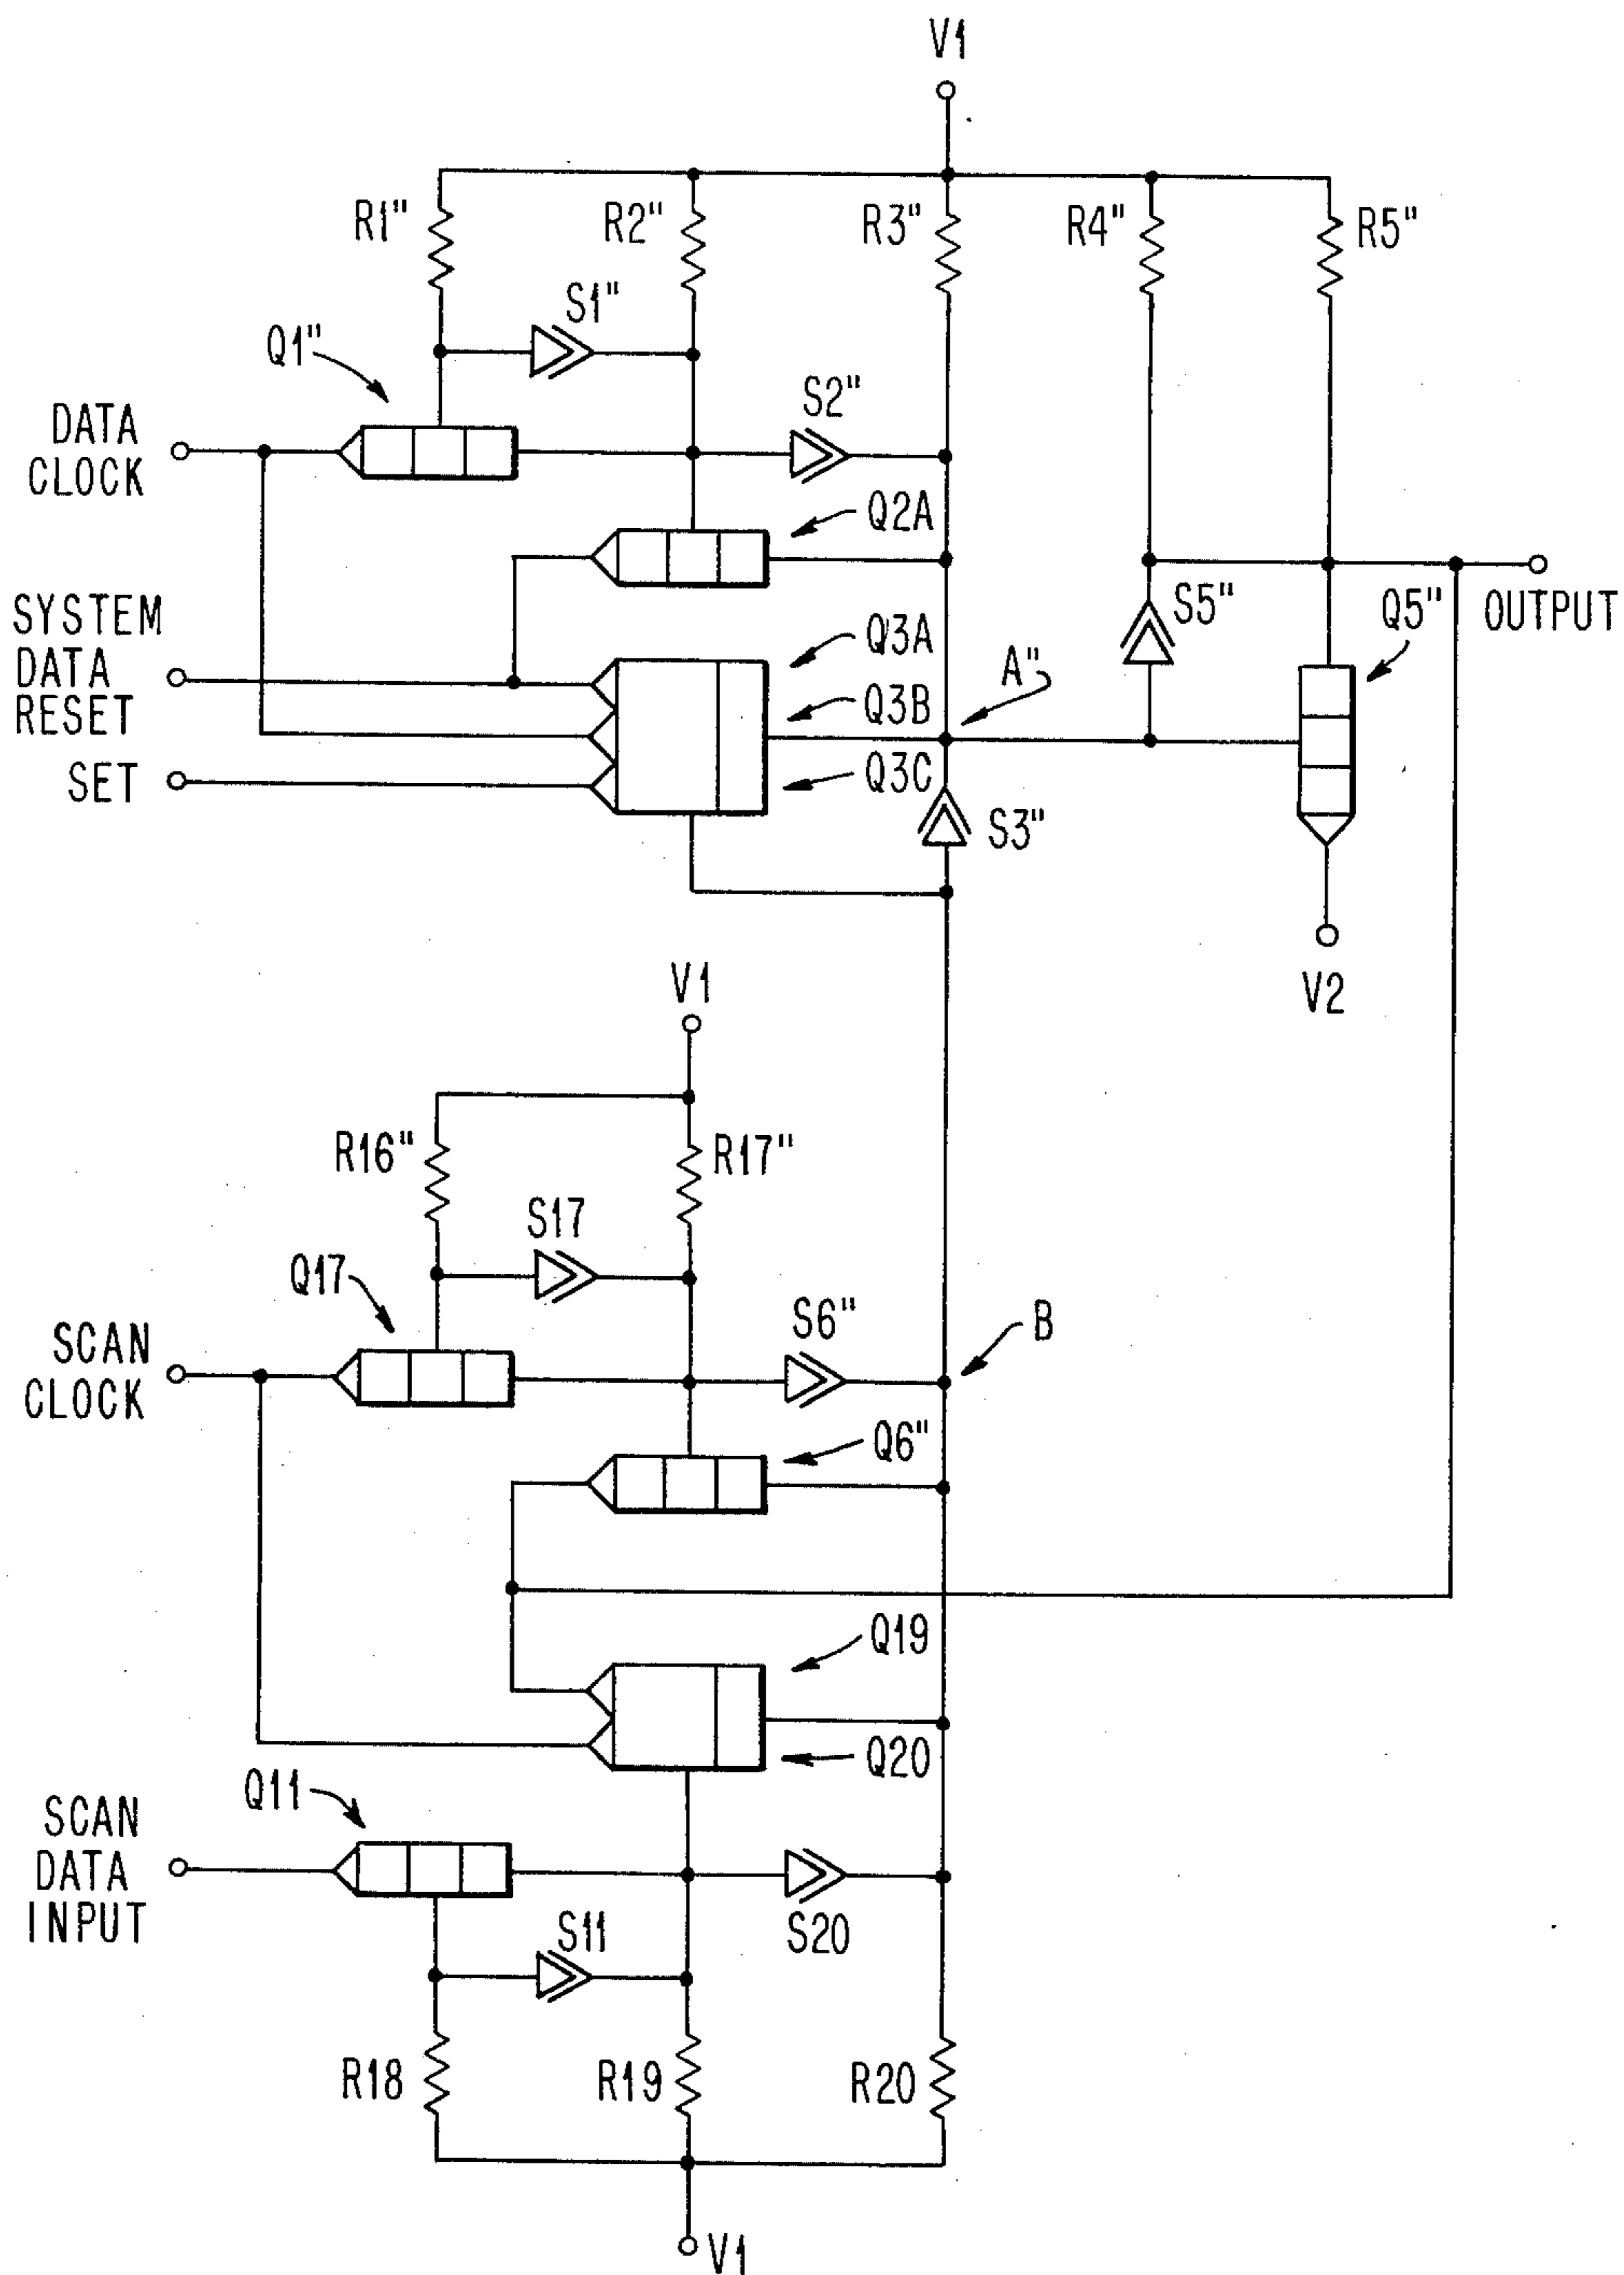 V1
R1"
R2"
R3"
R4"
R5"
S1"
Q1"
S2"
DATA
CLOCK
Q2A
SYSTEM
DATA
RESET
Q3A
S5"
Q5"
OUTPUT
A"
Q3B
SET
Q3C
S3"
V1
V2
R16"
R17"
S17
Q17
S6"
B
SCAN
CLOCK
Q6"
Q19
Q20
Q11
SCAN
DATA
INPUT
S11
S20
R18
R19
R20
V1